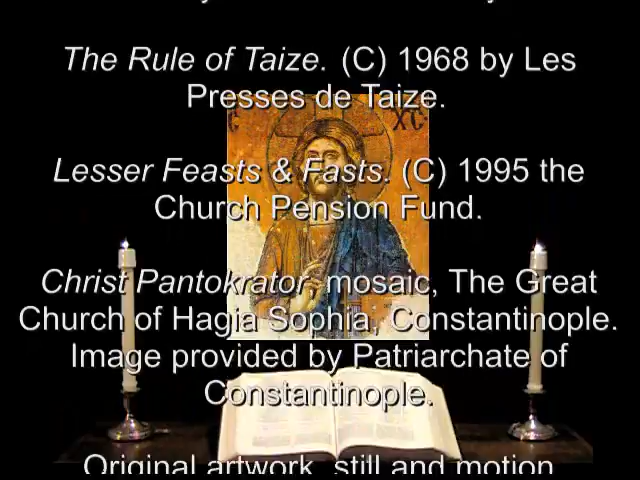 The Rule of Taize. (C) 1968 by Les
Presses de Taize.
XC
Lesser Feasts & Fasts. (C) 1995 the
Church Pension Fund.
Christ Pantokrator, mosaic, The Great
Church of Hagia Sophia, Constantinople.
Image provided by Patriarchate of
Constantinople.
Original artwork, still and motion